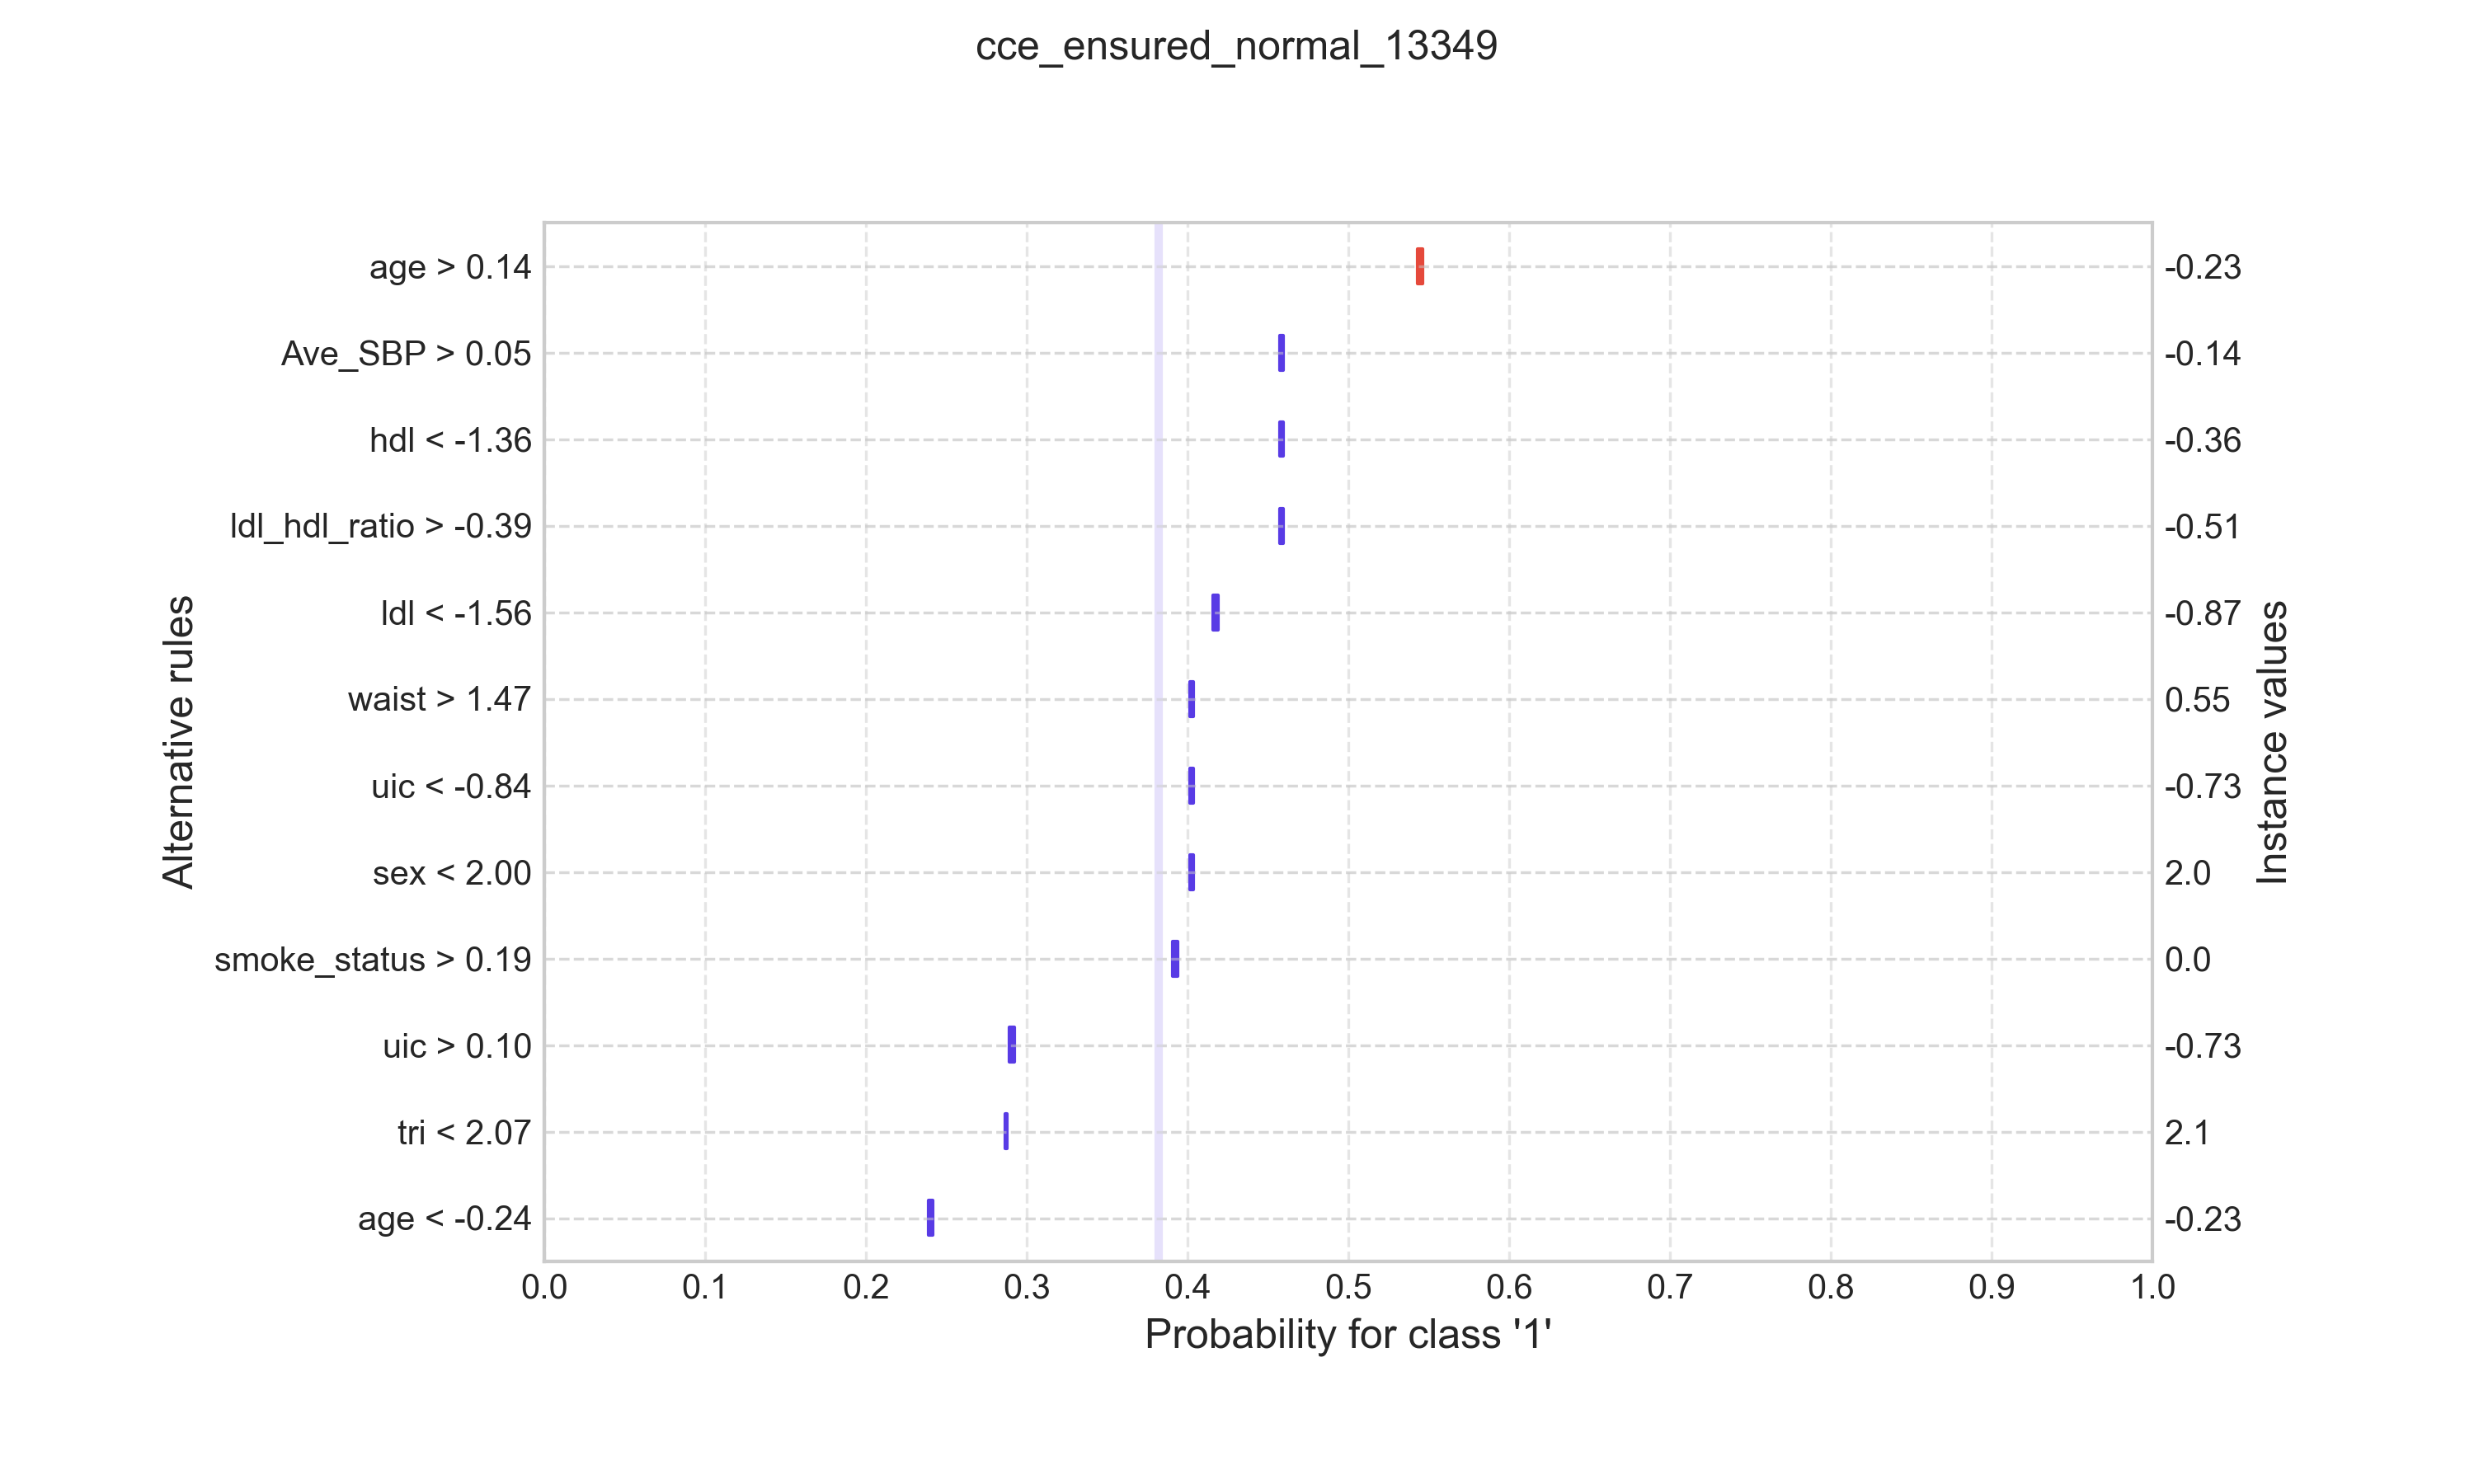 cce_ensured_normal_13349
age > 0.14
-0.23
Ave_SBP > 0.05
-0.14
hdl < -1.36
-0.36
ldl_hdl_ratio > -0.39
-0.51
ldl < -1.56
-0.87
waist > 1.47
0.55
uic < -0.84
-0.73
sex < 2.00
2.0
smoke_status > 0.19
0.0
uic > 0.10
-0.73
tri < 2.07
2.1
age < -0.24
-0.23
Alternative rules
Instance values
0.0 0.1 0.2 0.3 0.4 0.5 0.6 0.7 0.8 0.9 1.0
Probability for class '1'